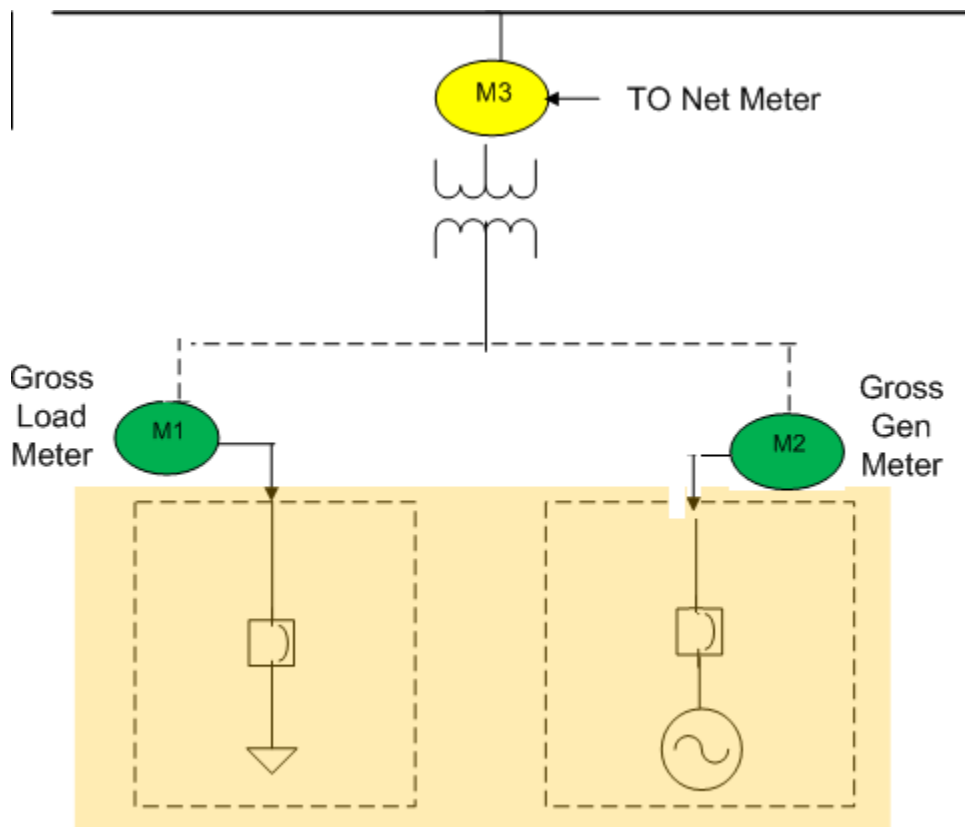 M3
TO Net Meter
Gross
Load
Meter
M1
M2
Gross
Gen
Meter